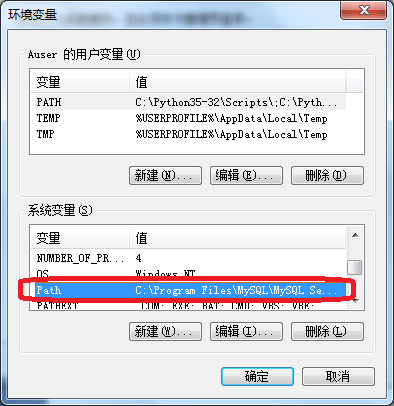 环境变量
Auser 的用户变量(U)
变量 值
PATH C:\Python35-32\Scripts\;C:\Pyth...
TEMP %USERPROFILE%\AppData\Local\Temp
TMP %USERPROFILE%\AppData\Local\Temp
新建(N)... 编辑(E)... 删除(D)
系统变量(S)
变量 值
NUMBER_OF_PR... 4
OS Windows_NT
Path C:\Program Files\MySQL\MySQL Se...
PATHEXT .COM;.EXE;.BAT;.CMD;.VBS;.VBE;
新建(W)... 编辑(I)... 删除(L)
确定 取消